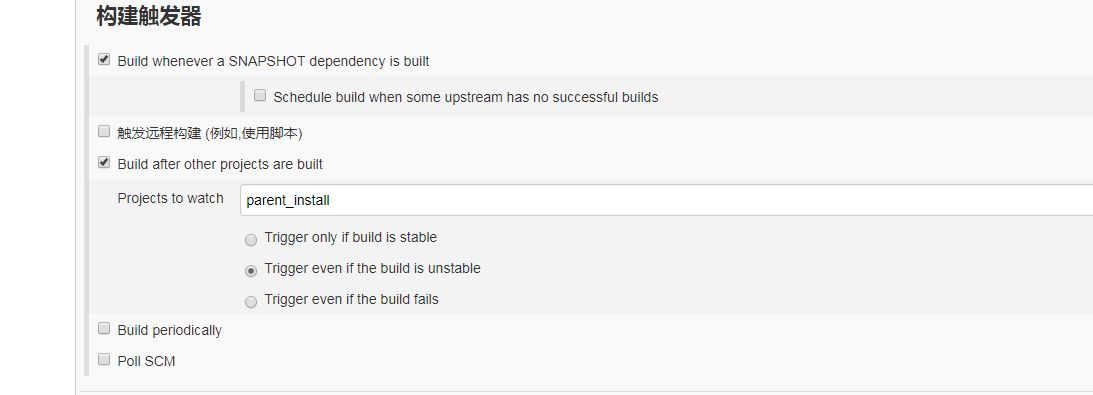 构建触发器
Build whenever a SNAPSHOT dependency is built
Schedule build when some upstream has no successful builds
触发远程构建 (例如,使用脚本)
Build after other projects are built
Projects to watch parent_install
Trigger only if build is stable
Trigger even if the build is unstable
Trigger even if the build fails
Build periodically
Poll SCM